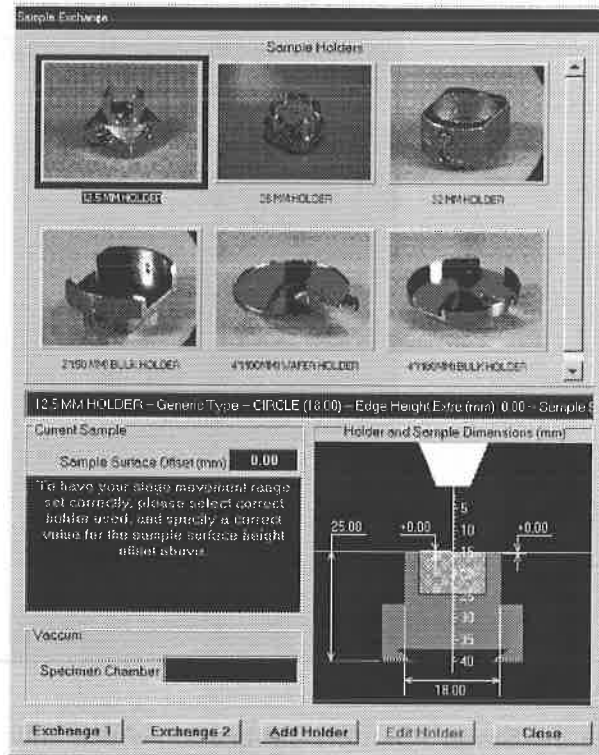 Sample Exchange
Sample Holders
12.5 MM HOLDER
26 MM HOLDER
32 MM HOLDER
2"(50 MM) BULK HOLDER
4"(100MM) WAFER HOLDER
4"(100MM) BULK HOLDER
12.5 MM HOLDER -- Generic Type -- CIRCLE (18.00) -- Edge Height Extra (mm) 0.00 -- Sample S
Current Sample
Sample Surface Offset (mm) 0.00
To have your stage movement range
set correctly, please select correct
holder used, and specify a correct
value for the sample surface height
offset above
Holder and Sample Dimensions (mm)
5
25.00
10
+0.00
+0.00
15
25
30
35
40
18.00
Vaccum
Specimen Chamber
Exchange 1
Exchange 2
Add Holder
Edit Holder
Close